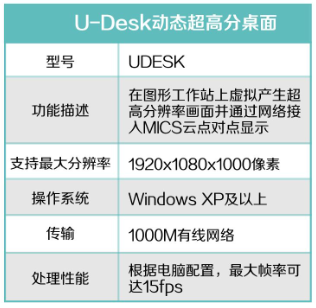 U-Desk动态超高分桌面
型号 UDESK
功能描述 在图形工作站上虚拟产生超
高分辨率画面并通过网络接
入MICS云点对点显示
支持最大分辨率 1920x1080x1000像素
操作系统 Windows XP及以上
传输 1000M有线网络
处理性能 根据电脑配置，最大帧率可
达15fps